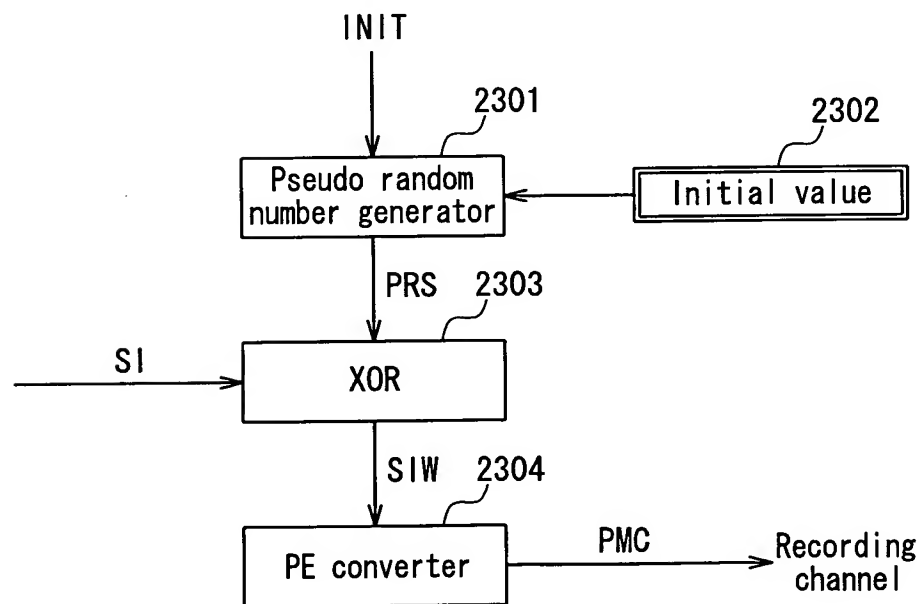 INIT
2301
2302
Pseudo random
number generator
Initial value
PRS
2303
SI
XOR
SIW
2304
PE converter
PMC
Recording
channel